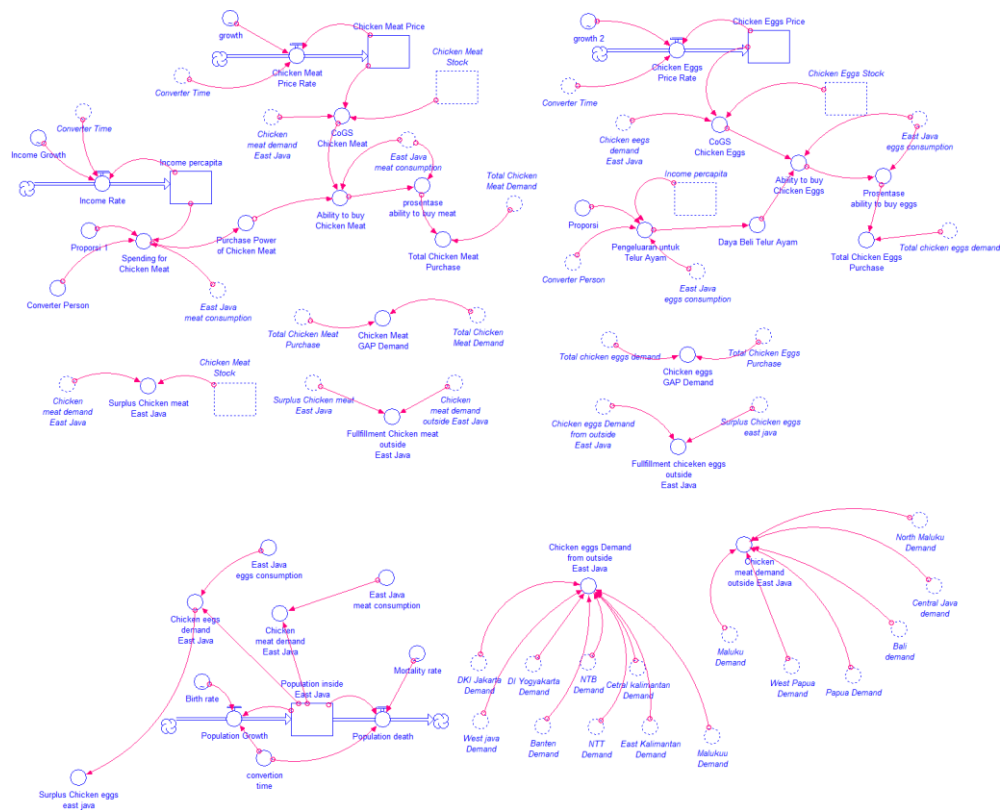 growth
Chicken Meat Price
Chicken Meat
Price Rate
Converter Time
Chicken Meat
Stock
Chicken
meat demand
East Java
CoGS
Chicken Meat
Converter Time
Income Growth
Income percapita
Income Rate
East Java
meat consumption
Ability to buy
Chicken Meat
prosentase
ability to buy meat
Total Chicken
Meat Demand
Total Chicken Meat
Purchase
Proporsi 1
Spending for
Chicken Meat
Purchase Power
of Chicken Meat
Converter Person
East Java
meat consumption
growth 2
Chicken Eggs Price
Chicken Eggs
Price Rate
Converter Time
Chicken Eggs Stock
Chicken eegs
demand
East Java
CoGS
Chicken Eggs
East Java
eggs consumption
Ability to buy
Chicken Eggs
Prosentase
ability to buy eggs
Income percapita
Proporsi
Pengeluaran untuk
Telur Ayam
Daya Beli Telur Ayam
Total Chicken Eggs
Purchase
Total chicken eggs demand
Converter Person
East Java
eggs consumption
Total Chicken Meat
Purchase
Chicken Meat
GAP Demand
Total Chicken
Meat Demand
Total chicken eggs demand
Chicken eggs
GAP Demand
Total Chicken Eggs
Purchase
Chicken
meat demand
East Java
Surplus Chicken meat
East Java
Chicken Meat
Stock
Surplus Chicken meat
East Java
Chicken
meat demand
outside East Java
Fullfillment Chicken meat
outside
East Java
Chicken eggs Demand
from outside
East Java
Surplus Chicken eggs
east java
Fullfillment chiceken eggs
outside
East Java
East Java
eggs consumption
East Java
meat consumption
Chicken eegs
demand
East Java
Chicken
meat demand
East Java
Mortality rate
Birth rate
Population inside
East Java
Population Growth
Population death
convertion
time
Surplus Chicken eggs
east java
Chicken eggs Demand
from outside
East Java
DKI Jakarta
Demand
DI Yogyakarta
Demand
NTB
Demand
Cetral kalimantan
Demand
West java
Demand
Banten
Demand
NTT
Demand
East Kalimantan
Demand
Malukuu
Demand
Chicken
meat demand
outside East Java
North Maluku
Demand
Central Java
demand
Bali
demand
Maluku
Demand
West Papua
Demand
Papua Demand